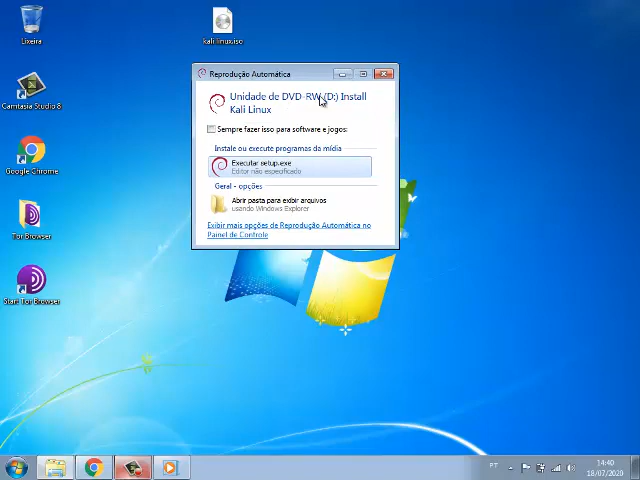 Lixeira
kali linux.iso
Camtasia Studio 8
Google Chrome
Tor Browser
Start Tor Browser
Reprodução Automática
Unidade de DVD-RW (D:) Install
Kali Linux
Sempre fazer isso para software e jogos:
Instale ou execute programas da mídia
Executar setup.exe
Editor não especificado
Geral - opções
Abrir pasta para exibir arquivos
usando Windows Explorer
Exibir mais opções de Reprodução Automática no
Painel de Controle
PT
14:40
18/07/2020